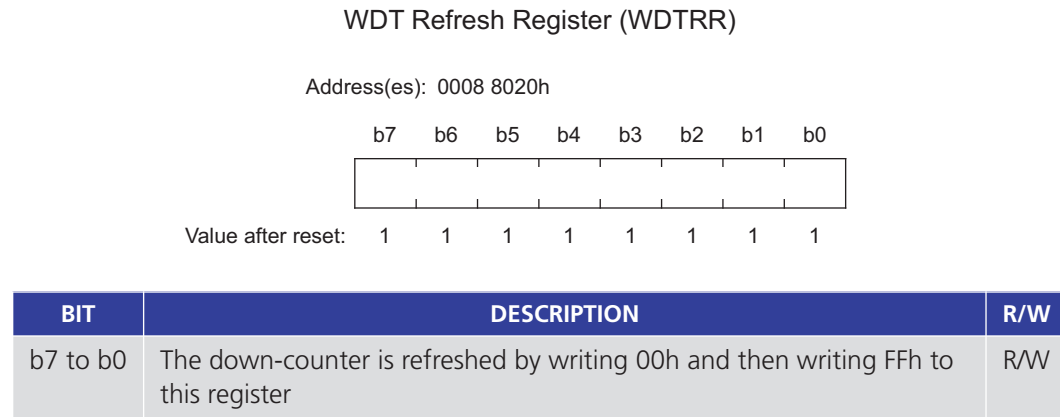 WDT Refresh Register (WDTRR)
Address(es): 0008 8020h
b7 b6 b5 b4 b3 b2 b1 b0
Value after reset: 1 1 1 1 1 1 1 1
BIT DESCRIPTION R/W
b7 to b0 The down-counter is refreshed by writing 00h and then writing FFh to R/W
this register